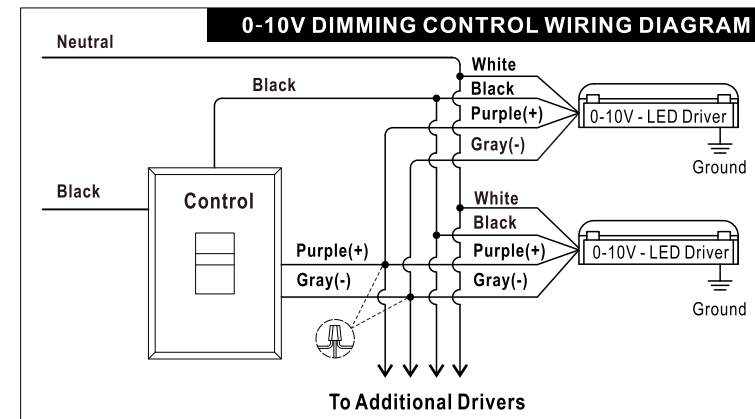 0-10V DIMMING CONTROL WIRING DIAGRAM
Neutral
White
Black
Black
Purple(+)
0-10V - LED Driver
Gray(-)
Ground
Black
Control
White
Black
Purple(+)
Purple(+)
0-10V - LED Driver
Gray(-)
Gray(-)
Ground
To Additional Drivers